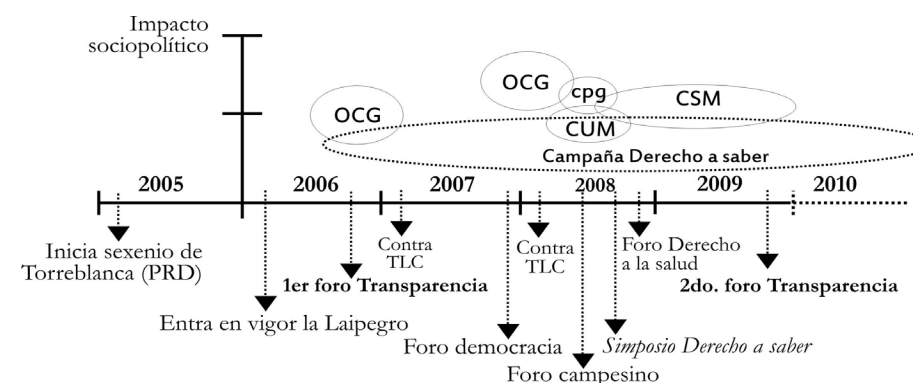 Impacto
sociopolítico
OCG
OCG
cpg
CSM
CUM
Campaña Derecho a saber
2005
2006
2007
2008
2009
2010
Inicia sexenio de
Torreblanca (PRD)
Contra
TLC
Contra
TLC
Foro Derecho
a la salud
1er foro Transparencia
2do. foro Transparencia
Entra en vigor la Laipegro
Foro democracia
Simposio Derecho a saber
Foro campesino